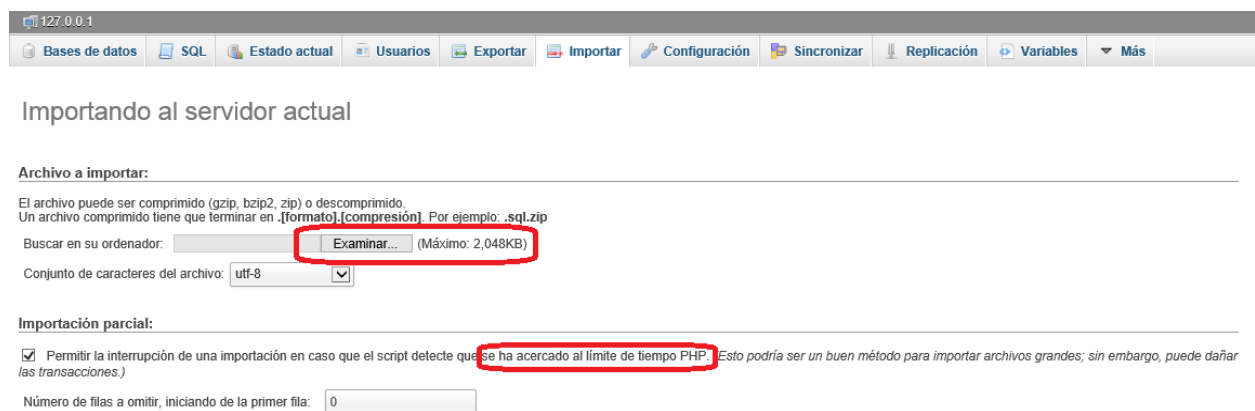 127.0.0.1
Bases de datos SQL Estado actual Usuarios Exportar Importar Configuración Sincronizar Replicación Variables Más
Importando al servidor actual
Archivo a importar:
El archivo puede ser comprimido (gzip, bzip2, zip) o descomprimido.
Un archivo comprimido tiene que terminar en .[formato].[compresión]. Por ejemplo: .sql.zip
Buscar en su ordenador: Examinar... (Máximo: 2,048KB)
Conjunto de caracteres del archivo: utf-8
Importación parcial:
Permitir la interrupción de una importación en caso que el script detecte que se ha acercado al límite de tiempo PHP. (Esto podría ser un buen método para importar archivos grandes; sin embargo, puede dañar
las transacciones.)
Número de filas a omitir, iniciando de la primer fila: 0